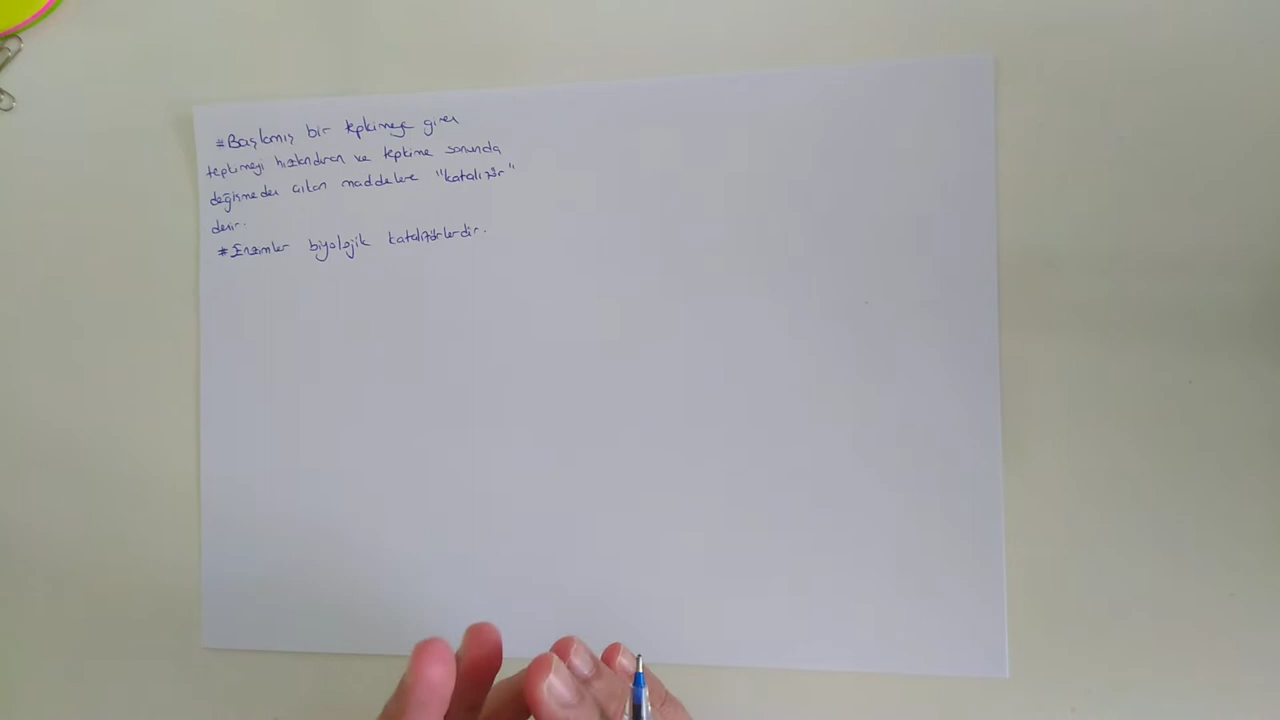 #Başlamış bir tepkimeye giren
tepkimeyi hızlandıran ve tepkime sonunda
değişmeden çıkan maddelere "katalizör"
denir.
#Enzimler biyolojik katalizörlerdir.